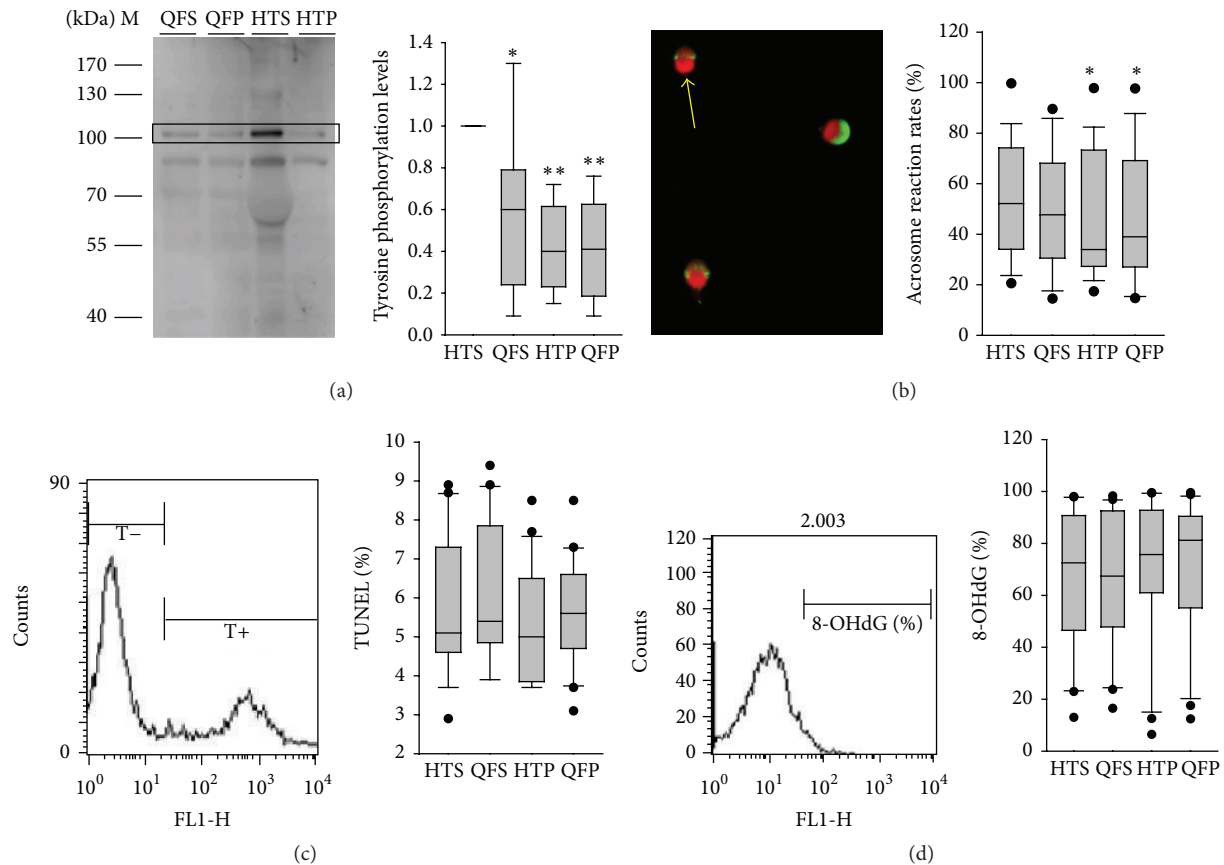 (kDa) M QFS QFP HTS HTP
170
130
100
70
55
40
Tyrosine phosphorylation levels
1.4
1.2
1.0
0.8
0.6
0.4
0.2
0.0
*
**
**
HTS QFS HTP QFP
(a)
Acrosome reaction rates (%)
120
100
80
60
40
20
0
*
*
HTS QFS HTP QFP
(b)
Counts
90
0
T−
T+
10⁰ 10¹ 10² 10³ 10⁴
FL1-H
TUNEL (%)
10
9
8
7
6
5
4
3
2
HTS QFS HTP QFP
(c)
2.003
Counts
120
100
80
60
40
20
0
8-OHdG (%)
10⁰ 10¹ 10² 10³ 10⁴
FL1-H
8-OHdG (%)
120
100
80
60
40
20
0
HTS QFS HTP QFP
(d)